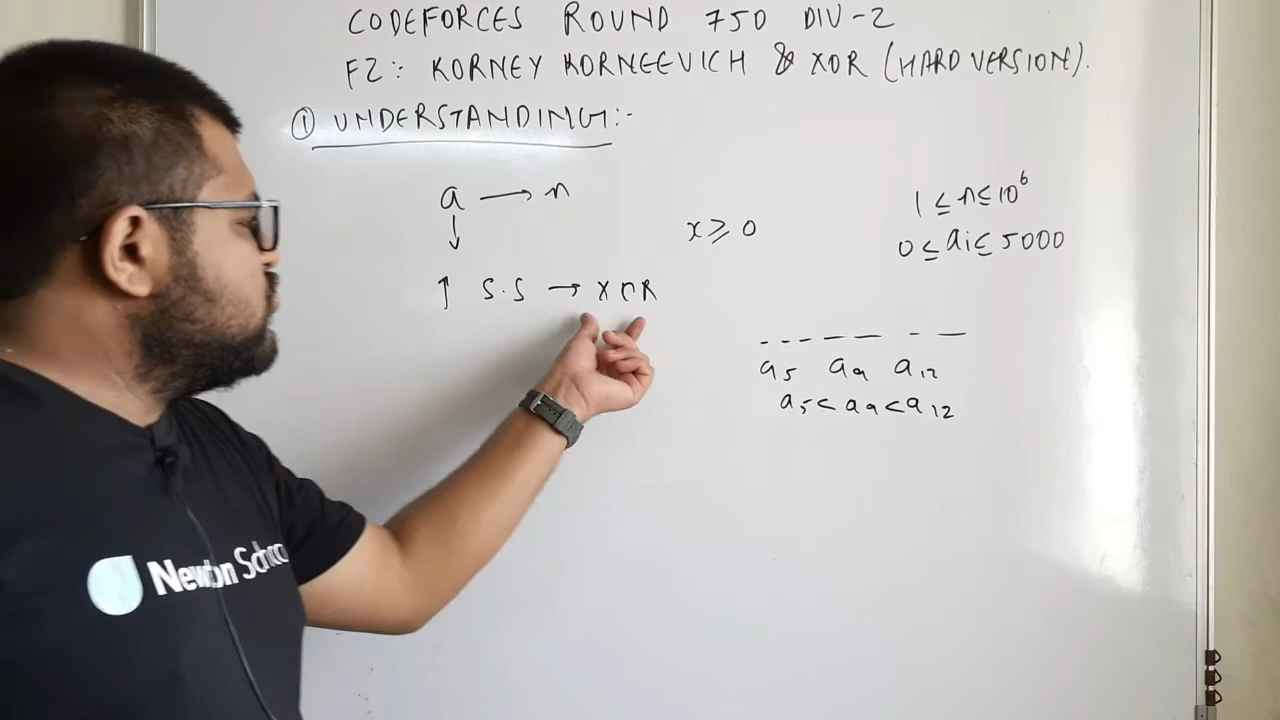 CODEFORCES ROUND 750 DIV-2
F2: KORNEY KORNEEVICH & XOR (HARD VERSION).
① UNDERSTANDING:-
a → n
↓
↑ S.S → XOR
x ≥ 0
1 ≤ n ≤ 10⁶
0 ≤ ai ≤ 5000
a₅ a₉ a₁₂
a₅ < a₉ < a₁₂
Newton School